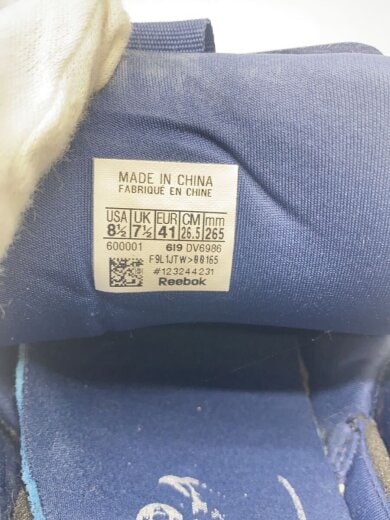 MADE IN CHINA
FABRIQUÉ EN CHINE
USA UK EUR CM mm
8½ 7½ 41 26.5 265
600001 619 DV6986
F9L1JTW>00165
#123244231
Reebok